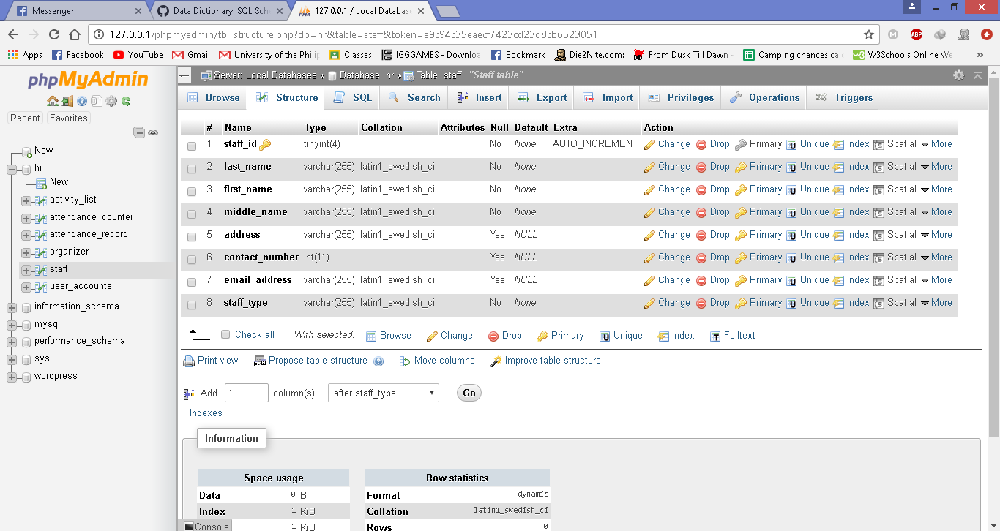 Messenger
Data Dictionary, SQL Sch
127.0.0.1 / Local Databas
127.0.0.1/phpmyadmin/tbl_structure.php?db=hr&table=staff&token=a9c94c35eaecf7423cd23d8cb6523051
Apps Facebook YouTube Gmail University of the Philip Classes IGGGAMES - Downloa Bookmark Die2Nite.com: From Dusk Till Dawn Camping chances calc W3Schools Online We »
phpMyAdmin
Recent Favorites
New
hr
New
activity_list
attendance_counter
attendance_record
organizer
staff
user_accounts
information_schema
mysql
performance_schema
sys
wordpress
Server: Local Databases » Database: hr » Table: staff "Staff table"
Browse Structure SQL Search Insert Export Import Privileges Operations Triggers
# Name Type Collation Attributes Null Default Extra Action
1 staff_id tinyint(4) No None AUTO_INCREMENT Change Drop Primary Unique Index Spatial More
2 last_name varchar(255) latin1_swedish_ci No None Change Drop Primary Unique Index Spatial More
3 first_name varchar(255) latin1_swedish_ci No None Change Drop Primary Unique Index Spatial More
4 middle_name varchar(255) latin1_swedish_ci No None Change Drop Primary Unique Index Spatial More
5 address varchar(255) latin1_swedish_ci Yes NULL Change Drop Primary Unique Index Spatial More
6 contact_number int(11) Yes NULL Change Drop Primary Unique Index Spatial More
7 email_address varchar(255) latin1_swedish_ci Yes NULL Change Drop Primary Unique Index Spatial More
8 staff_type varchar(255) latin1_swedish_ci No None Change Drop Primary Unique Index Spatial More
Check all With selected: Browse Change Drop Primary Unique Index Fulltext
Print view Propose table structure Move columns Improve table structure
Add 1 column(s) after staff_type Go
+ Indexes
Information
Space usage
Data 0 B
Index 1 KiB
1 KiB
Row statistics
Format dynamic
Collation latin1_swedish_ci
Rows 0
Console